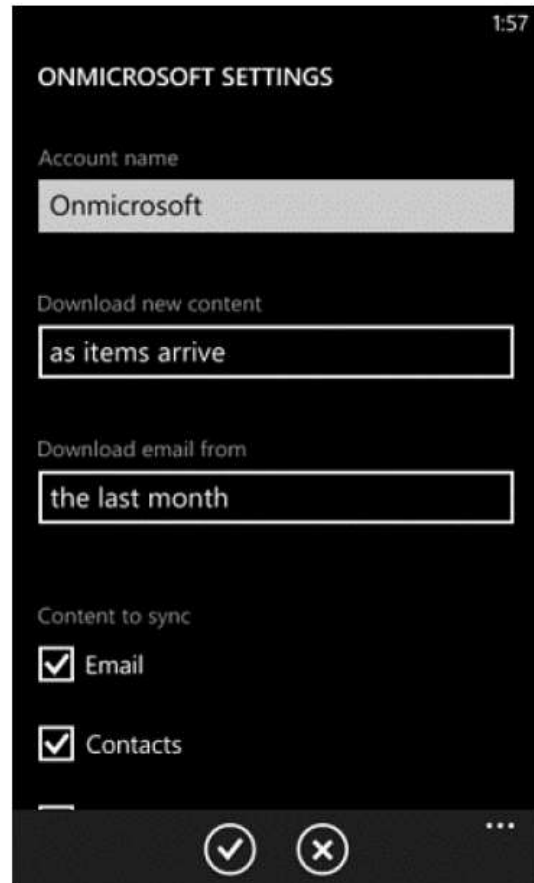 1:57
ONMICROSOFT SETTINGS
Account name
Onmicrosoft
Download new content
as items arrive
Download email from
the last month
Content to sync
Email
Contacts
...